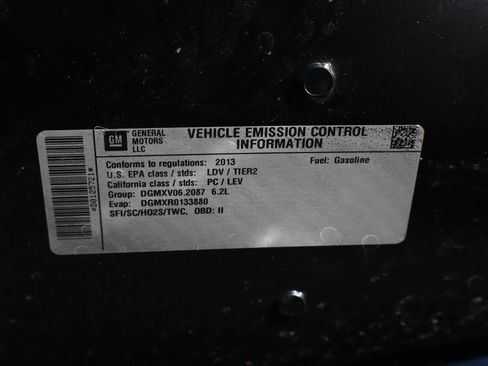 GM
GENERAL
MOTORS
LLC
VEHICLE EMISSION CONTROL
INFORMATION
Conforms to regulations: 2013 Fuel: Gasoline
U.S. EPA class / stds: LDV / TIER2
California class / stds: PC / LEV
Group: DGMXV06.2087 6.2L
Evap: DGMXR0133880
SFI/SC/HO2S/TWC, OBD: II